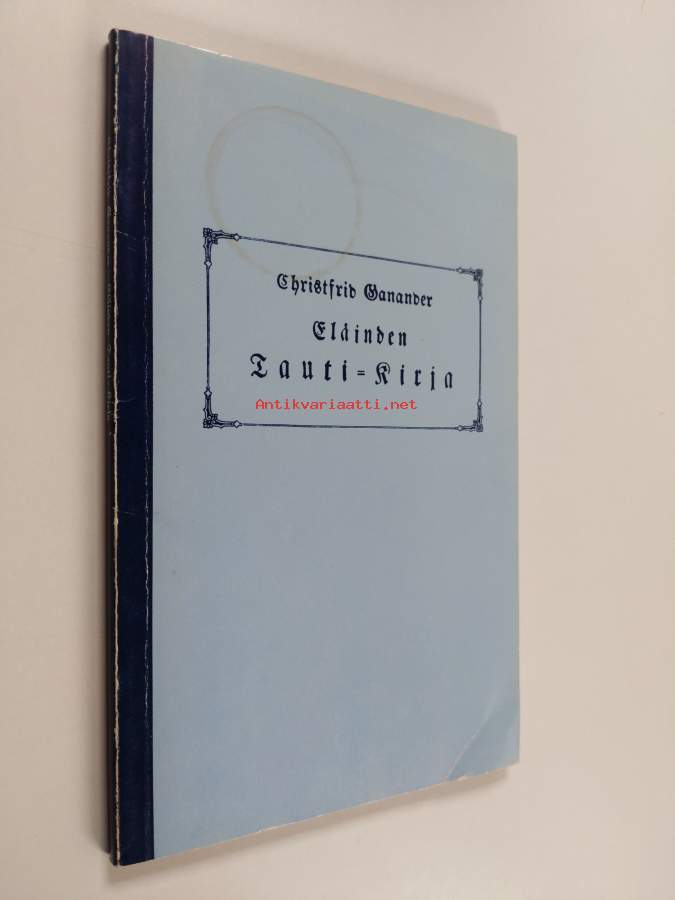 Christfrid Ganander
Eläinden
Tauti=Kirja
Antikvariaatti.net